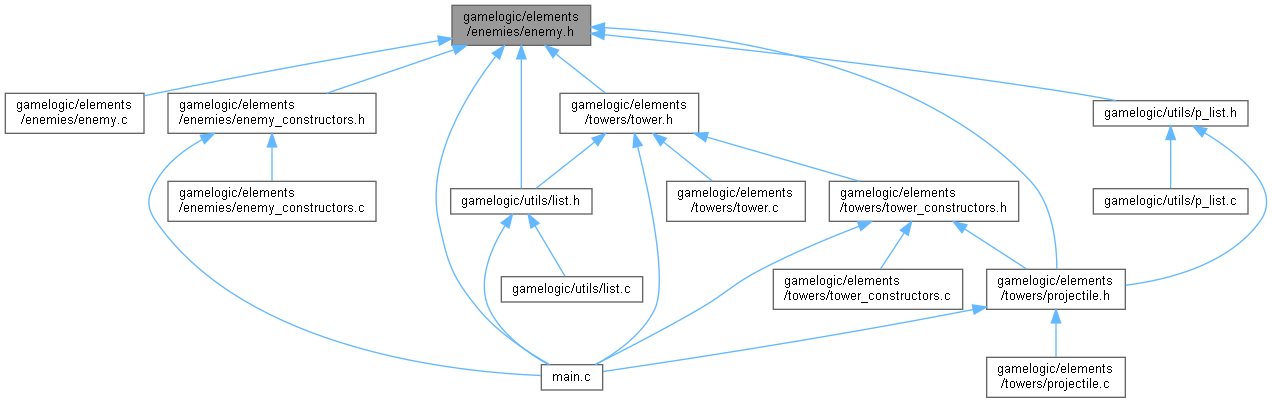 gamelogic/elements
/enemies/enemy.h
gamelogic/elements
/enemies/enemy.c
gamelogic/elements
/enemies/enemy_constructors.h
gamelogic/elements
/towers/tower.h
gamelogic/utils/p_list.h
gamelogic/elements
/enemies/enemy_constructors.c
gamelogic/utils/list.h
gamelogic/elements
/towers/tower.c
gamelogic/elements
/towers/tower_constructors.h
gamelogic/utils/p_list.c
gamelogic/utils/list.c
gamelogic/elements
/towers/tower_constructors.c
gamelogic/elements
/towers/projectile.h
main.c
gamelogic/elements
/towers/projectile.c